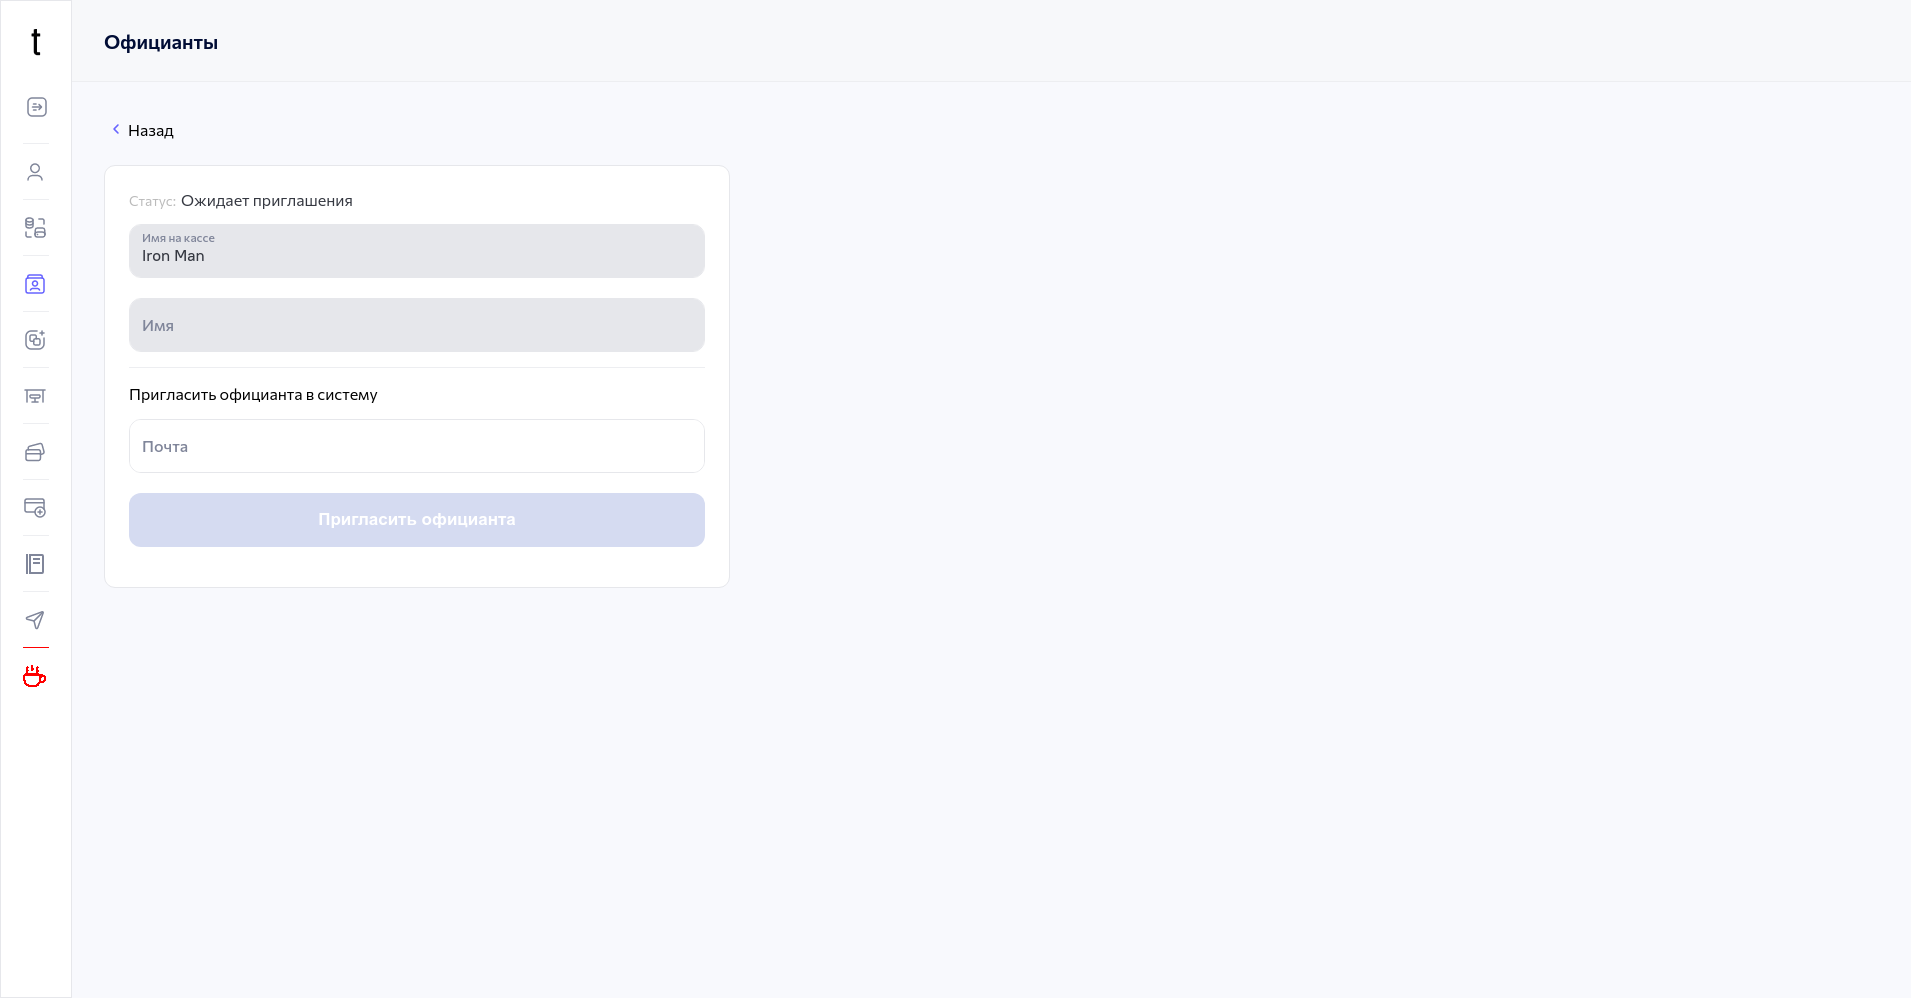 t
Официанты
Назад
Статус: Ожидает приглашения
Имя на кассе
Iron Man
Имя
Пригласить официанта в систему
Почта
Пригласить официанта